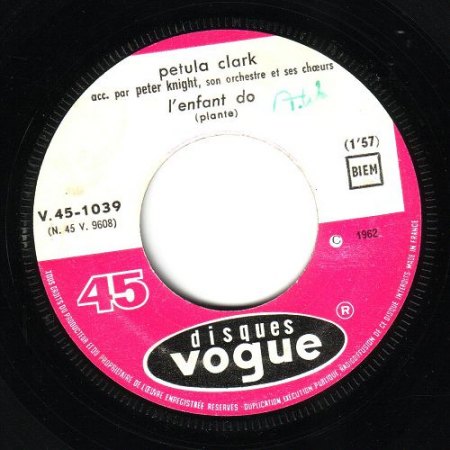 petula clark
acc. par peter knight, son orchestre et ses chœurs
l'enfant do
(plante)
(1'57)
BIEM
V.45-1039
(N. 45 V. 9608)
© 1962
45
®
disques
vogue
TOUS DROITS DU PRODUCTEUR ET DU PROPRIETAIRE DE L'ŒUVRE ENREGISTRÉE RESERVES - DUPLICATION EXÉCUTION PUBLIQUE RADIODIFFUSION DE CE DISQUE INTERDITS MADE IN FRANCE